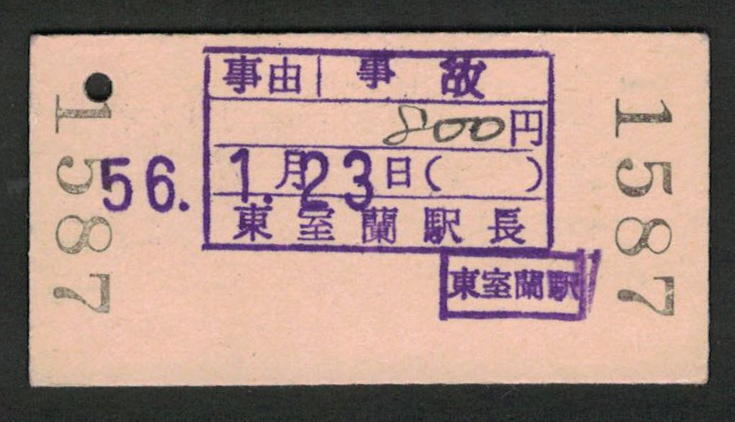 1587
事由 事故
800円
56. 1.月23日( )
東室蘭駅長
東室蘭駅
1587